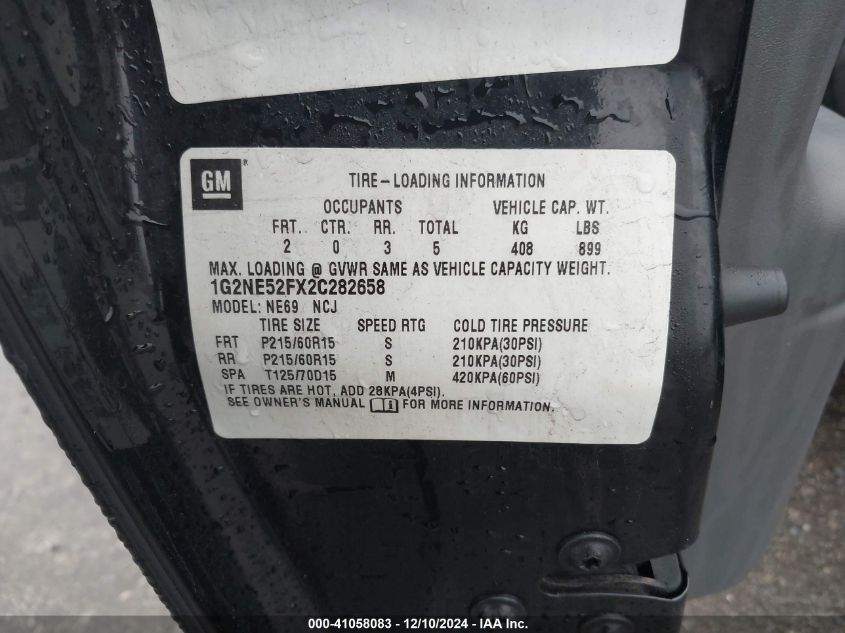 GM ®
TIRE–LOADING INFORMATION
OCCUPANTS VEHICLE CAP. WT.
FRT. CTR. RR. TOTAL KG LBS
2 0 3 5 408 899
MAX. LOADING @ GVWR SAME AS VEHICLE CAPACITY WEIGHT.
1G2NE52FX2C282658
MODEL: NE69 NCJ
TIRE SIZE SPEED RTG COLD TIRE PRESSURE
FRT P215/60R15 S 210KPA(30PSI)
RR P215/60R15 S 210KPA(30PSI)
SPA T125/70D15 M 420KPA(60PSI)
IF TIRES ARE HOT, ADD 28KPA(4PSI).
SEE OWNER'S MANUAL i FOR MORE INFORMATION.
000-41058083 - 12/10/2024 - IAA Inc.